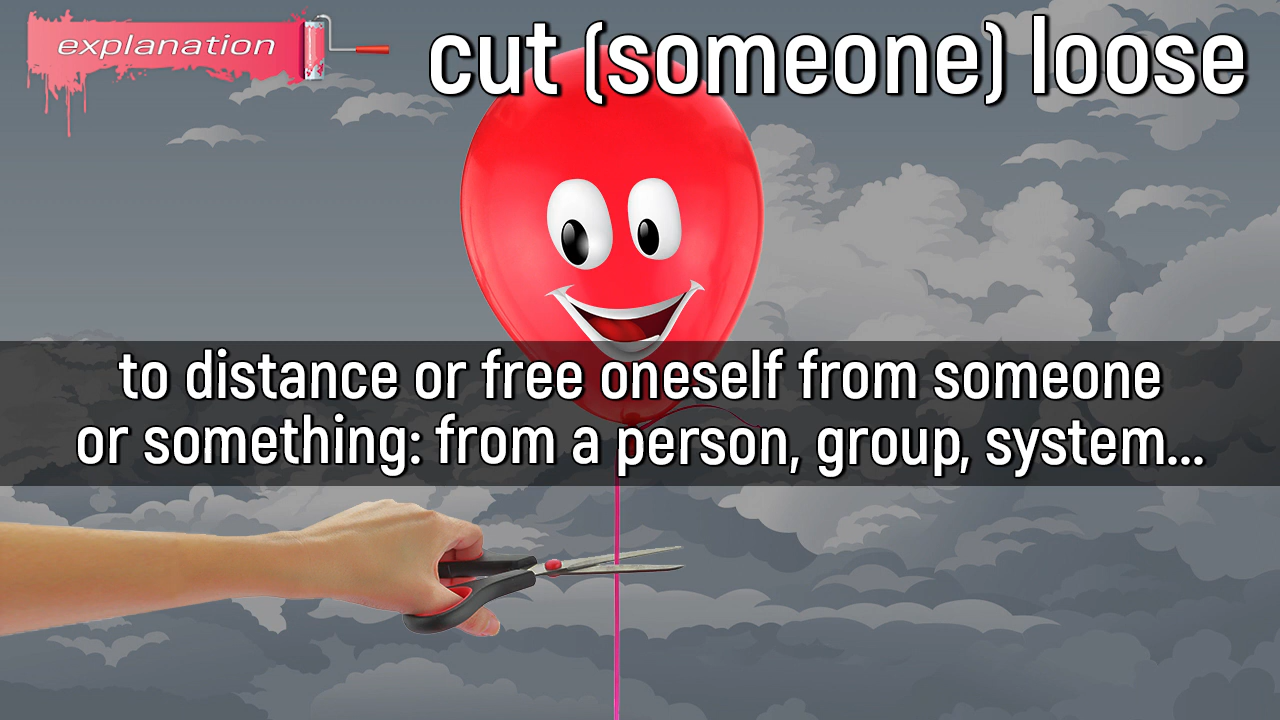 explanation
cut (someone) loose
to distance or free oneself from someone
or something: from a person, group, system...